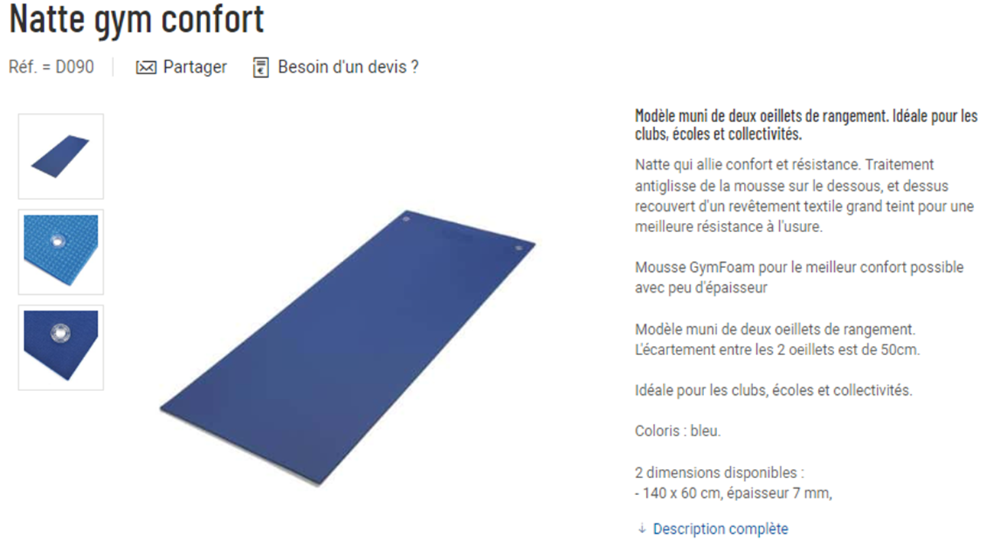 Natte gym confort
Réf. = D090
Partager
Besoin d'un devis ?
Modèle muni de deux oeillets de rangement. Idéale pour les
clubs, écoles et collectivités.
Natte qui allie confort et résistance. Traitement
antiglisse de la mousse sur le dessous, et dessus
recouvert d'un revêtement textile grand teint pour une
meilleure résistance à l'usure.
Mousse GymFoam pour le meilleur confort possible
avec peu d'épaisseur
Modèle muni de deux oeillets de rangement.
L'écartement entre les 2 oeillets est de 50cm.
Idéale pour les clubs, écoles et collectivités.
Coloris : bleu.
2 dimensions disponibles :
- 140 x 60 cm, épaisseur 7 mm,
↓ Description complète